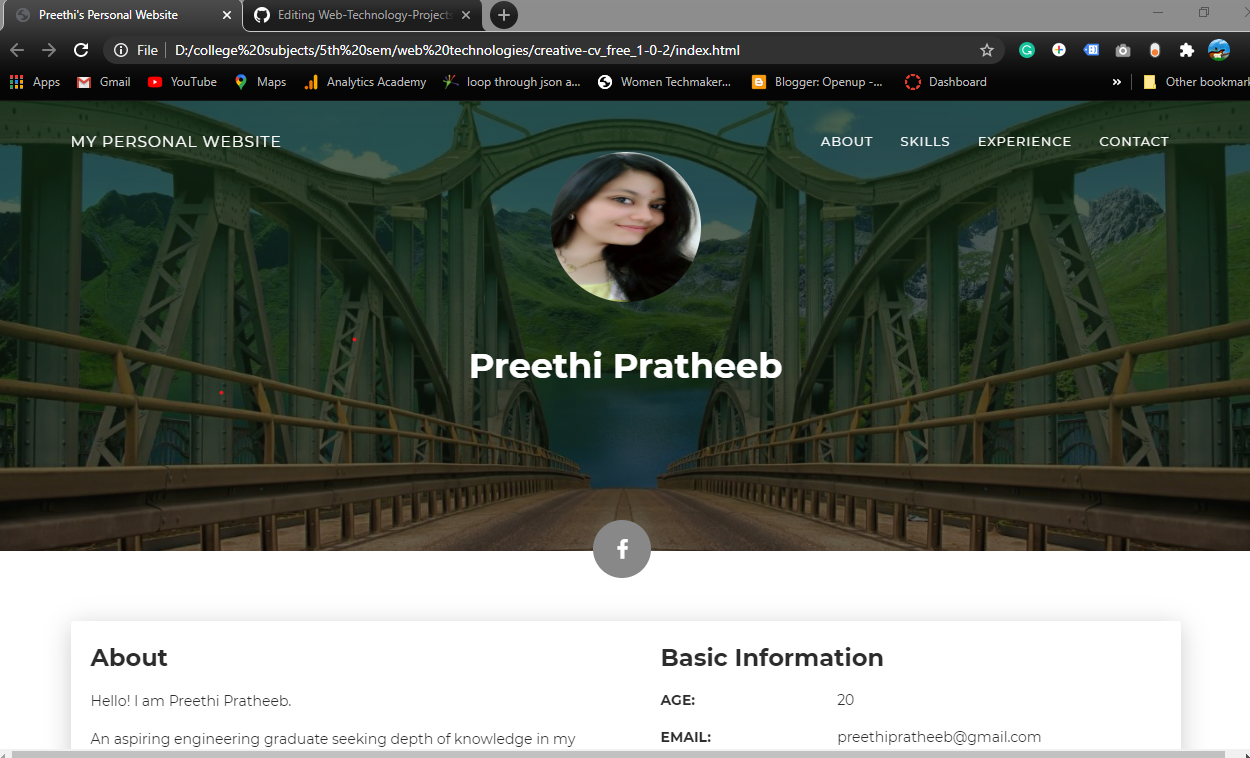 Preethi's Personal Website
Editing Web-Technology-Projects
File
D:/college%20subjects/5th%20sem/web%20technologies/creative-cv_free_1-0-2/index.html
Apps
Gmail
YouTube
Maps
Analytics Academy
loop through json a...
Women Techmaker...
Blogger: Openup -...
Dashboard
»
Other bookmark
MY PERSONAL WEBSITE
ABOUT
SKILLS
EXPERIENCE
CONTACT
Preethi Pratheeb
About
Hello! I am Preethi Pratheeb.
An aspiring engineering graduate seeking depth of knowledge in my
Basic Information
AGE: 20
EMAIL: preethipratheeb@gmail.com